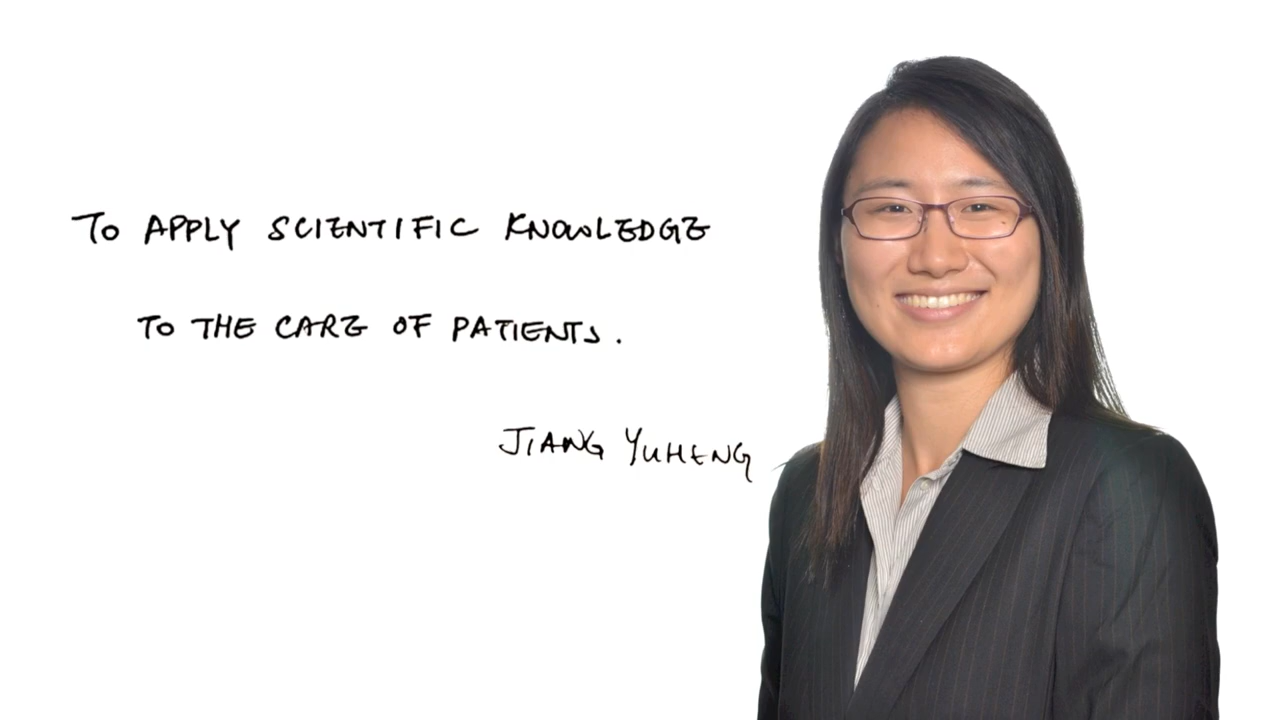 To APPLY SCIENTIFIC KNOWLEDGE
TO THE CARE OF PATIENTS.
JIANG YUHENG